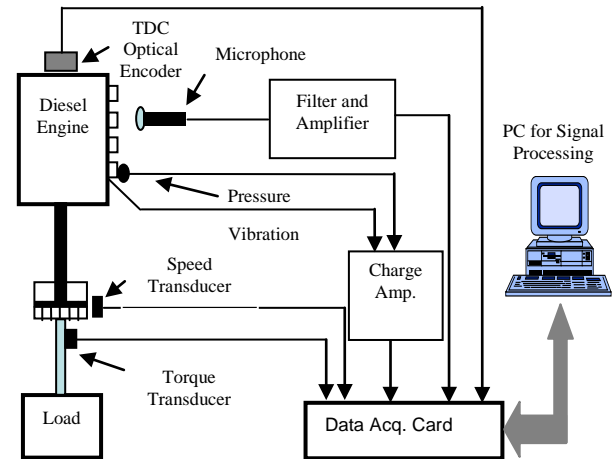 TDC
Optical
Encoder
Microphone
Diesel
Engine
Filter and
Amplifier
PC for Signal
Processing
Pressure
Vibration
Speed
Transducer
Charge
Amp.
Torque
Transducer
Load
Data Acq. Card